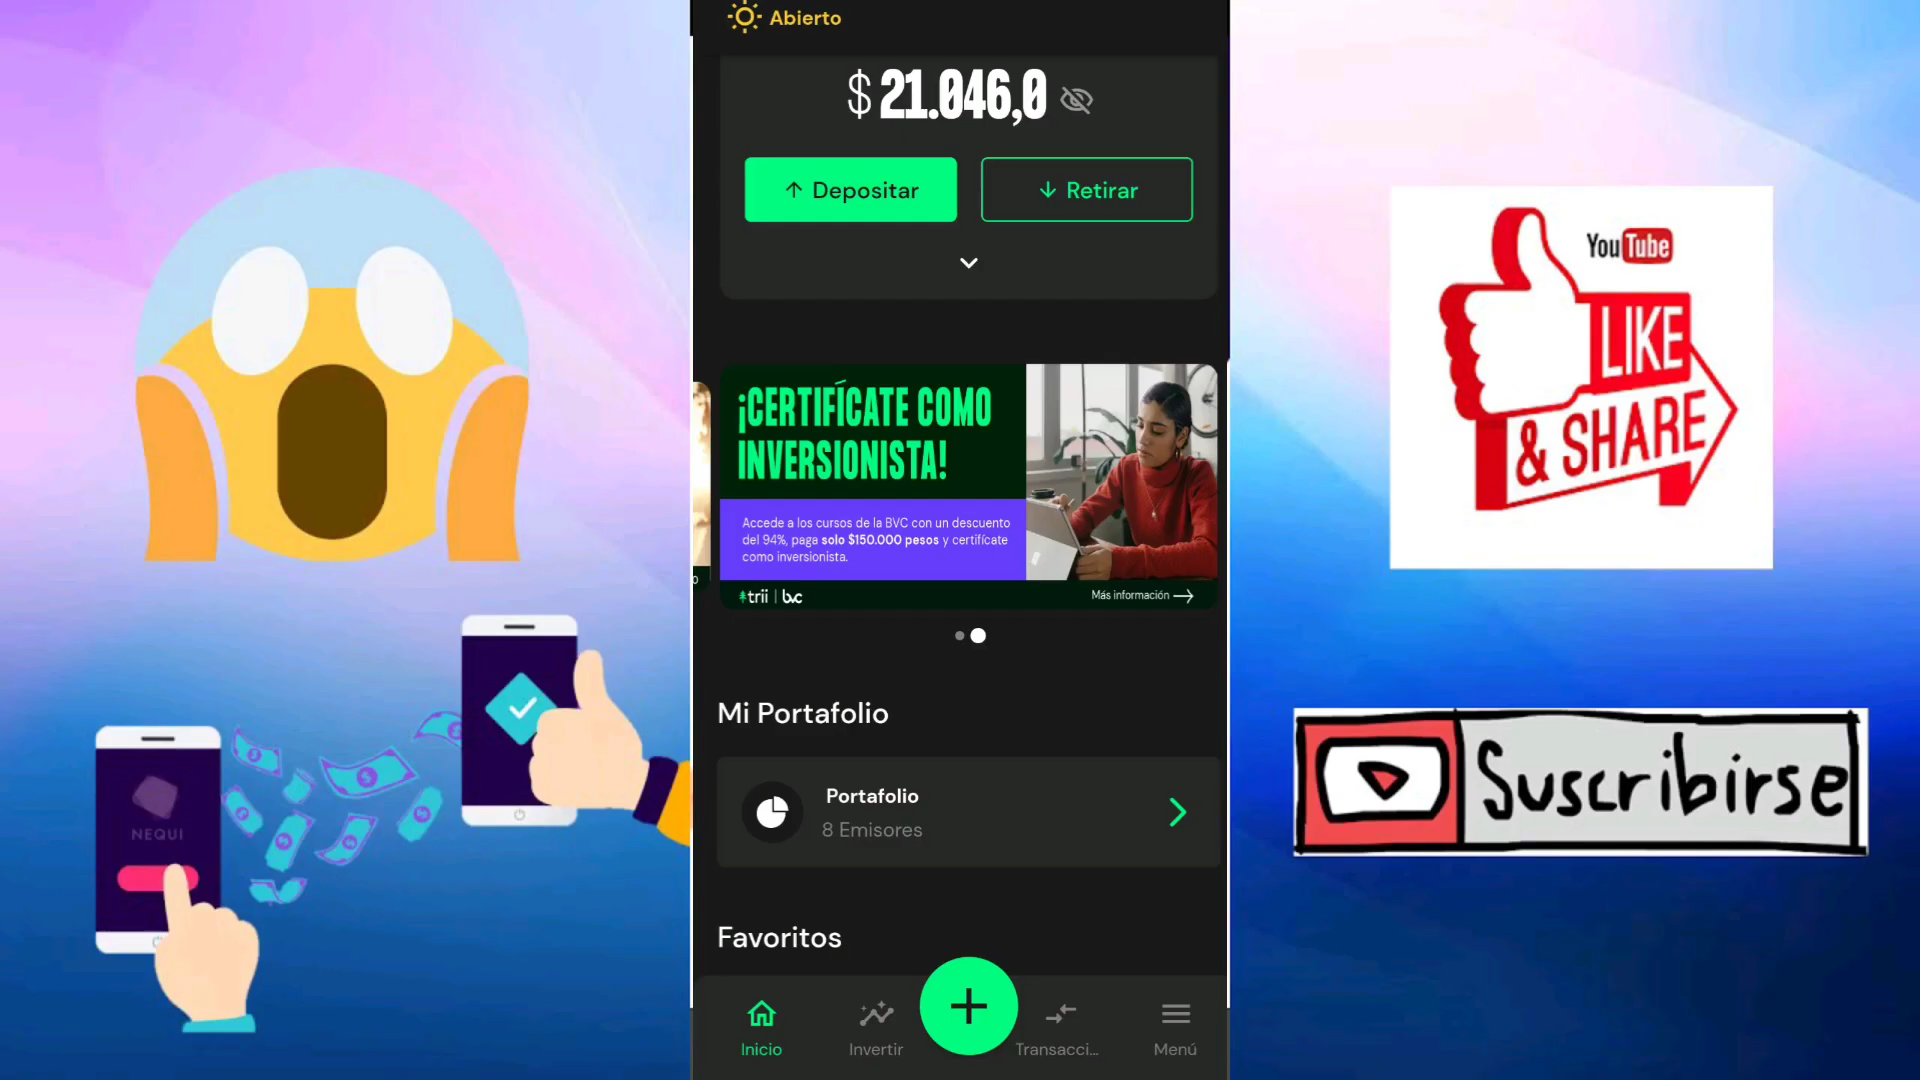 Abierto
$ 21.046,0
Depositar
Retirar
¡CERTIFÍCATE COMO
INVERSIONISTA!
Accede a los cursos de la BVC con un descuento
del 94%, paga solo $150.000 pesos y certifícate
como inversionista.
trii | bvc
Más información
Mi Portafolio
Portafolio
8 Emisores
Favoritos
Inicio
Invertir
Transacci...
Menú
NEQUI
YouTube
LIKE
& SHARE
Suscribirse